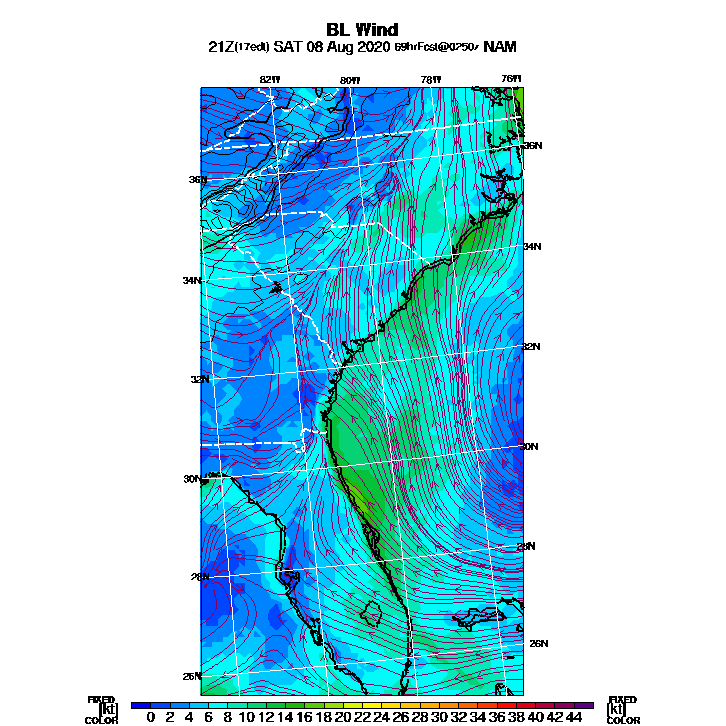 BL Wind
21Z(17edt) SAT 08 Aug 2020 69hrFcst@0250z NAM
82W 80W 78W 76W
36N 36N
34N 34N
32N 32N
30N 30N
28N 28N
26N 26N
FIXED FIXED
[kt] 0 2 4 6 8 10 12 14 16 18 20 22 24 26 28 30 32 34 36 38 40 42 44 [kt]
COLOR COLOR